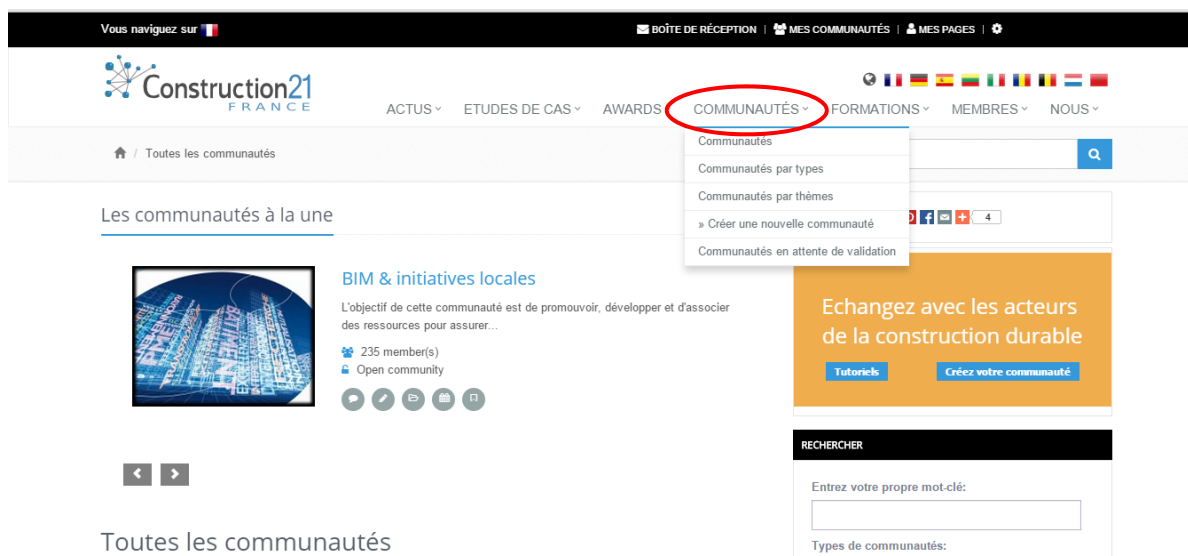 Vous naviguez sur
BOÎTE DE RÉCEPTION | MES COMMUNAUTÉS | MES PAGES |
Construction21
FRANCE
ACTUS ETUDES DE CAS AWARDS COMMUNAUTÉS FORMATIONS MEMBRES NOUS
/ Toutes les communautés
Communautés
Communautés par types
Communautés par thèmes
» Créer une nouvelle communauté
Communautés en attente de validation
4
Les communautés à la une
BIM & initiatives locales
L'objectif de cette communauté est de promouvoir, développer et d'associer
des ressources pour assurer...
235 member(s)
Open community
BATIMENT
Echangez avec les acteurs
de la construction durable
Tutoriels Créez votre communauté
RECHERCHER
Entrez votre propre mot-clé:
Types de communautés:
Toutes les communautés